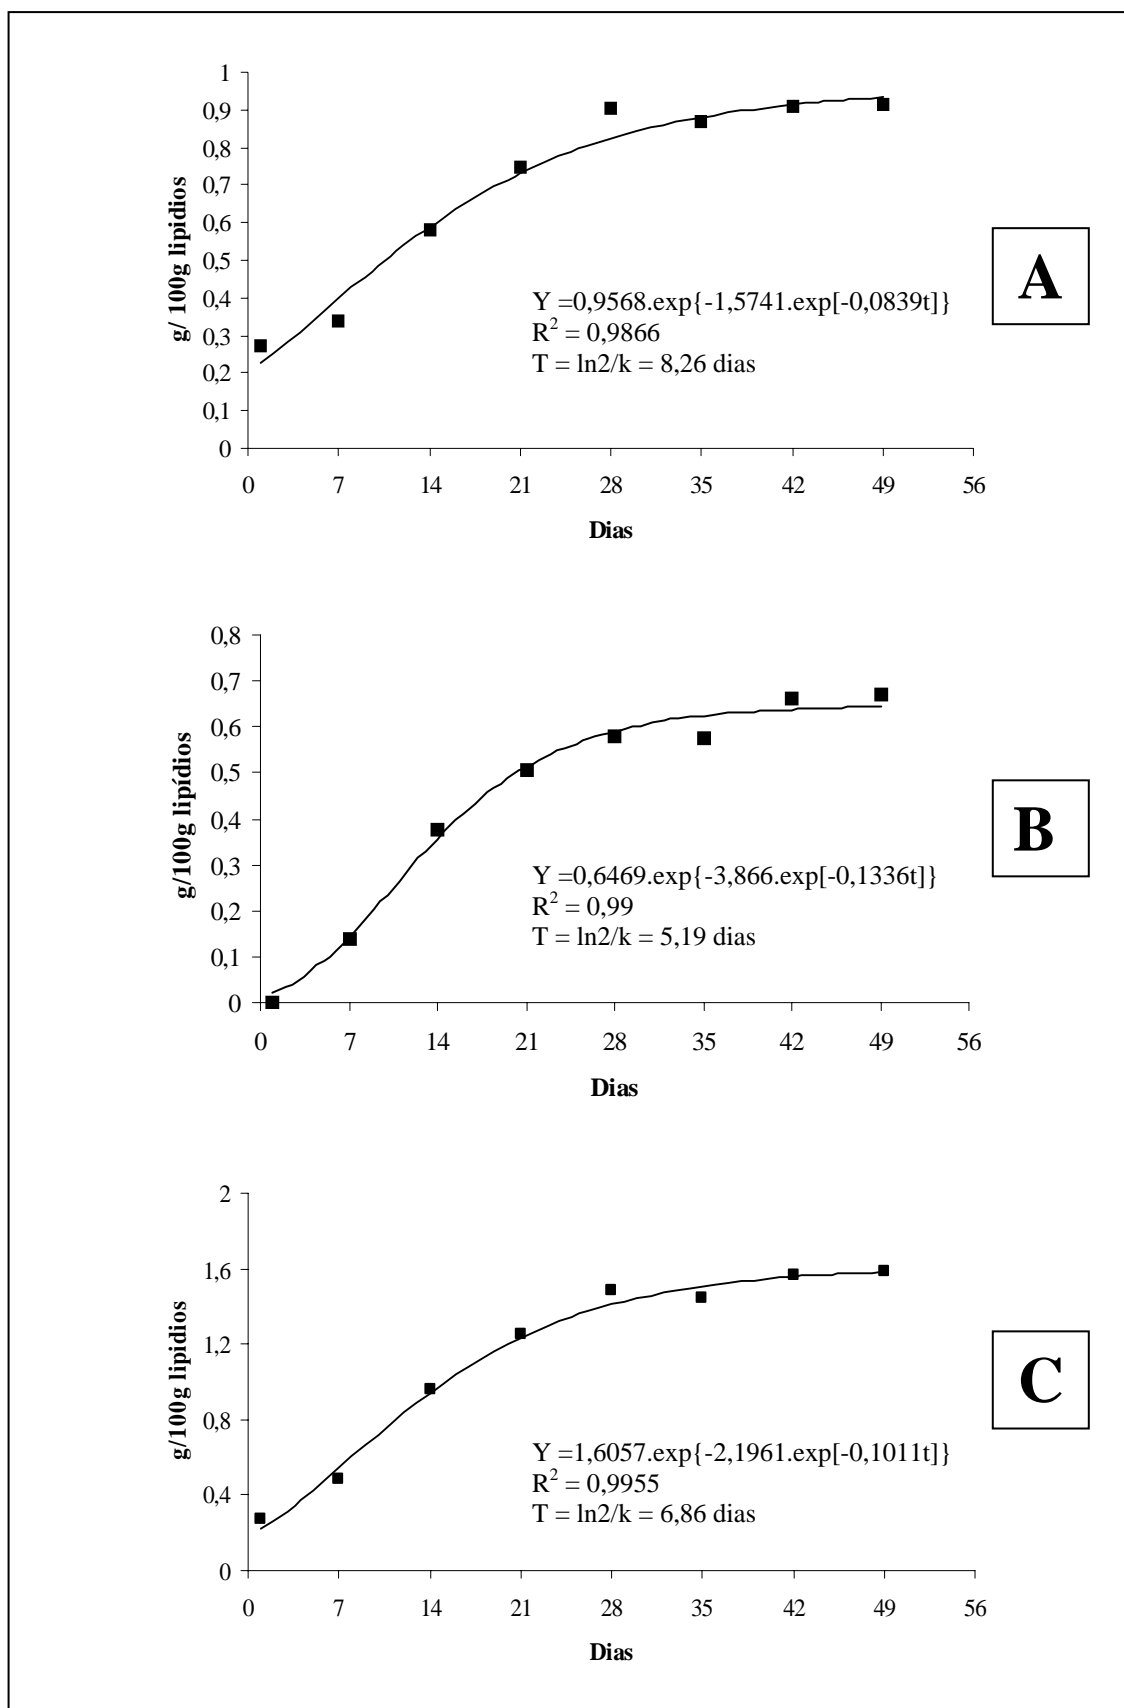 1
0,9
0,8
0,7
0,6
0,5
0,4
0,3
0,2
0,1
0
g/ 100g lipidios
0 7 14 21 28 35 42 49 56
Dias
Y =0,9568.exp{-1,5741.exp[-0,0839t]}
R² = 0,9866
T = ln2/k = 8,26 dias
A
0,8
0,7
0,6
0,5
0,4
0,3
0,2
0,1
0
g/100g lipídios
0 7 14 21 28 35 42 49 56
Dias
Y =0,6469.exp{-3,866.exp[-0,1336t]}
R² = 0,99
T = ln2/k = 5,19 dias
B
2
1,6
1,2
0,8
0,4
0
g/100g lipidios
0 7 14 21 28 35 42 49 56
Dias
Y =1,6057.exp{-2,1961.exp[-0,1011t]}
R² = 0,9955
T = ln2/k = 6,86 dias
C